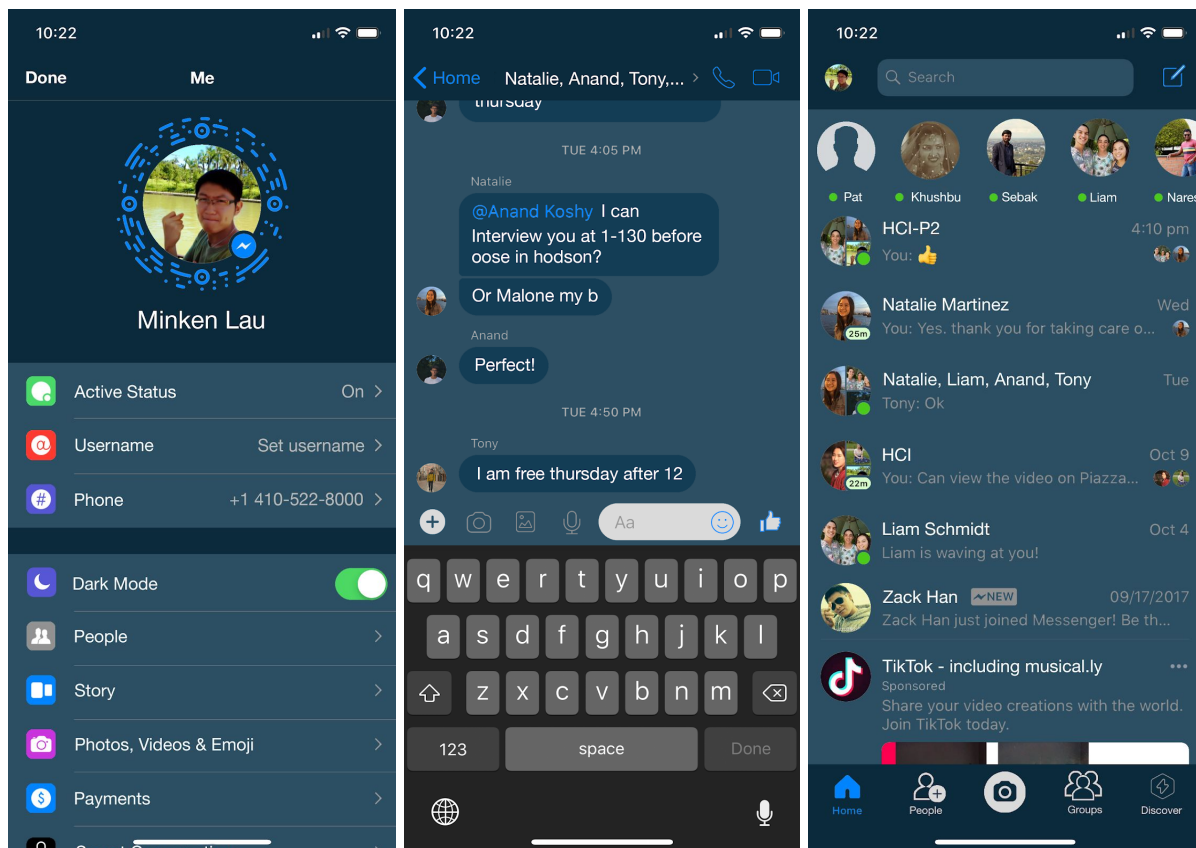 10:22
Done
Me
Minken Lau
Active Status
On
Username
Set username
Phone
+1 410-522-8000
Dark Mode
People
Story
Photos, Videos & Emoji
Payments
10:22
Home
Natalie, Anand, Tony,...
thursday
TUE 4:05 PM
Natalie
@Anand Koshy I can
Interview you at 1-130 before
oose in hodson?
Or Malone my b
Anand
Perfect!
TUE 4:50 PM
Tony
I am free thursday after 12
Aa
q w e r t y u i o p
a s d f g h j k l
z x c v b n m
123
space
Done
10:22
Search
Pat
Khushbu
Sebak
Liam
Nares
HCI-P2
4:10 pm
You: 👍
Natalie Martinez
Wed
25m
You: Yes. thank you for taking care o...
Natalie, Liam, Anand, Tony
Tue
Tony: Ok
HCI
Oct 9
22m
You: Can view the video on Piazza...
Liam Schmidt
Oct 4
Liam is waving at you!
Zack Han
NEW
09/17/2017
Zack Han just joined Messenger! Be th...
TikTok - including musical.ly
Sponsored
Share your video creations with the world.
Join TikTok today.
Home
People
Groups
Discover